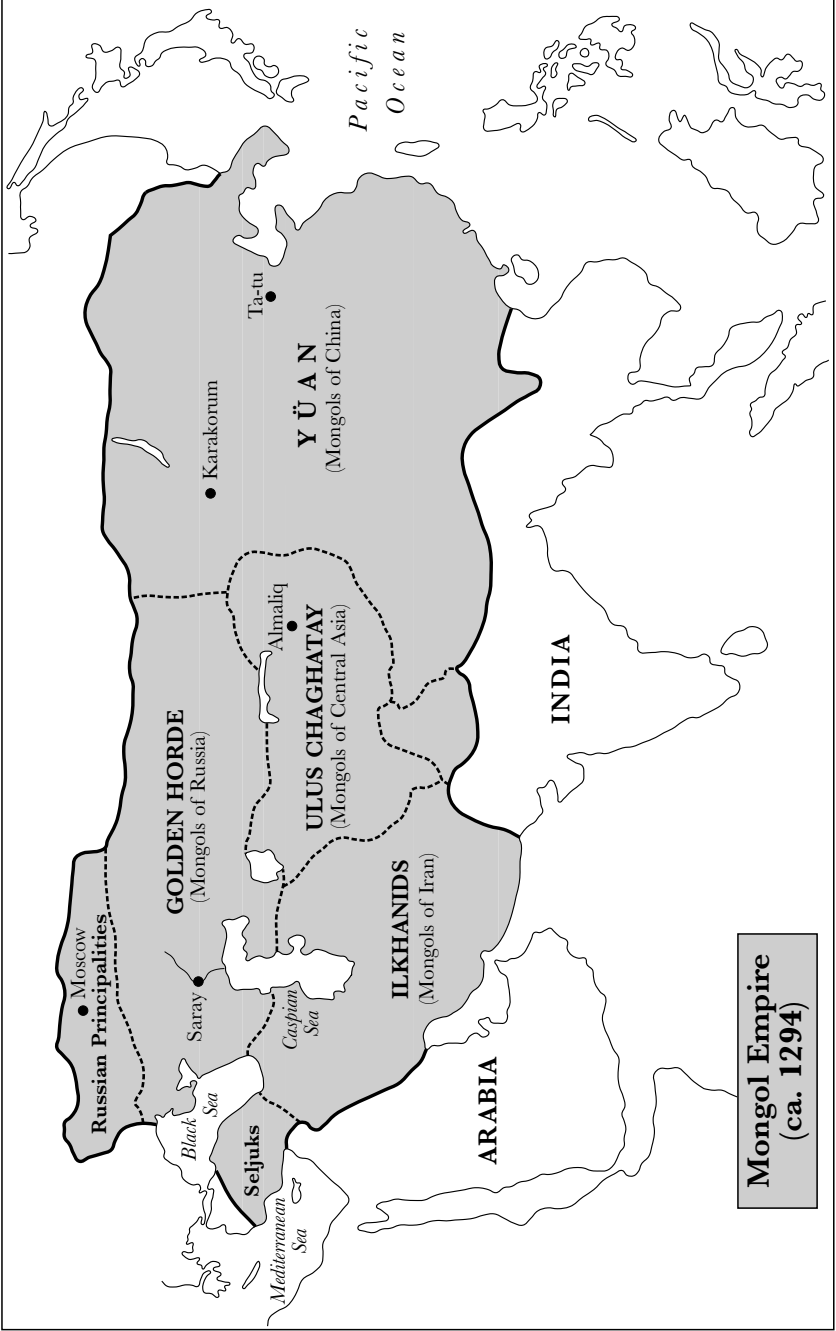 Pacific
Ocean
Ta-tu
YÜAN
(Mongols of China)
Karakorum
Almaliq
ULUS CHAGHATAY
(Mongols of Central Asia)
GOLDEN HORDE
(Mongols of Russia)
INDIA
Moscow
Russian Principalities
Saray
Caspian
Sea
ILKHANIDS
(Mongols of Iran)
Black
Sea
Seljuks
Mediterranean
Sea
ARABIA
Mongol Empire
(ca. 1294)